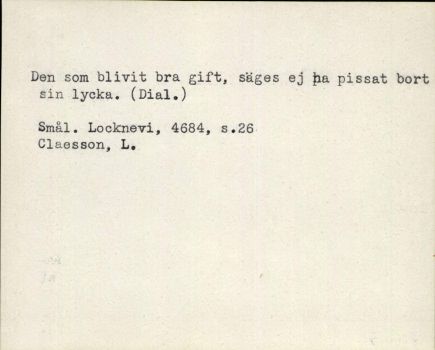 Den som blivit bra gift, säges ej ha pissat bort
sin lycka. (Dial.)
Smål. Locknevi, 4684, s.26
Claesson, L.